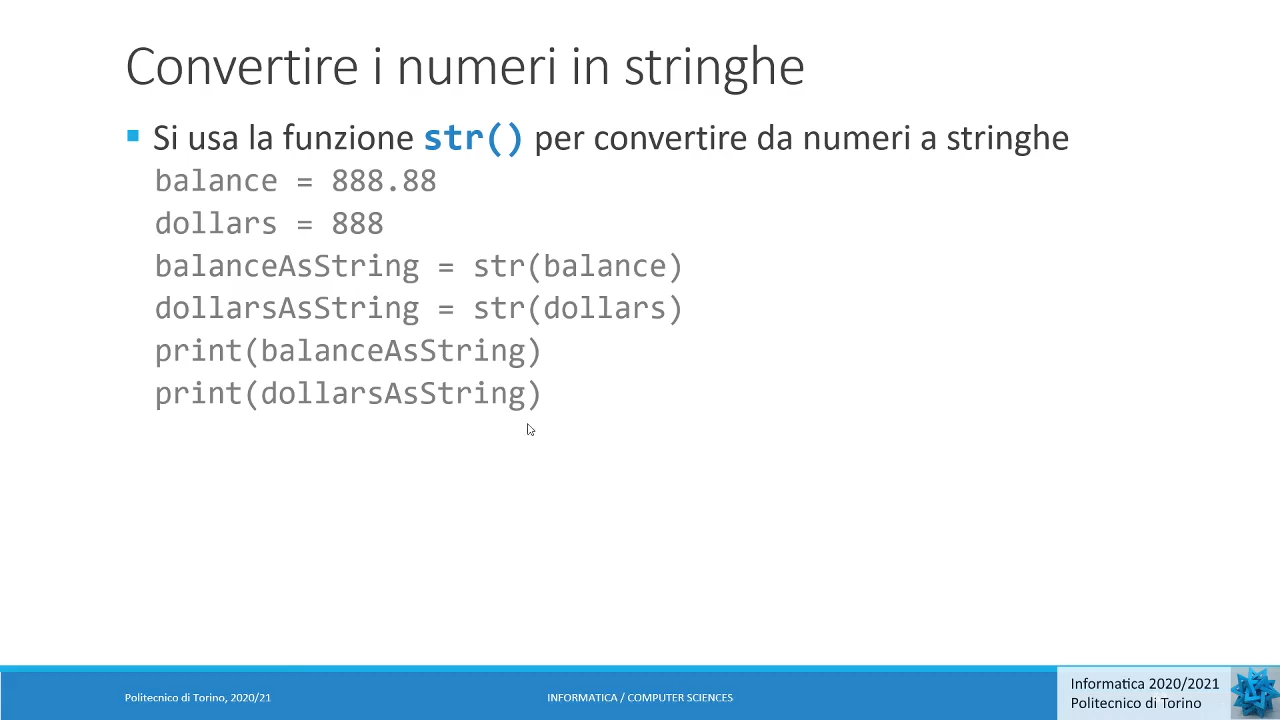 Convertire i numeri in stringhe
Si usa la funzione str() per convertire da numeri a stringhe
balance = 888.88
dollars = 888
balanceAsString = str(balance)
dollarsAsString = str(dollars)
print(balanceAsString)
print(dollarsAsString)
Politecnico di Torino, 2020/21
INFORMATICA / COMPUTER SCIENCES
Informatica 2020/2021
Politecnico di Torino